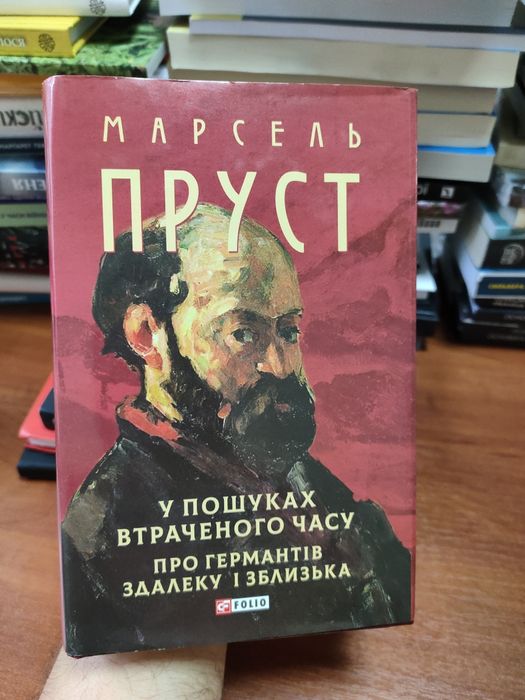 МАРСЕЛЬ
ПРУСТ
У ПОШУКАХ
ВТРАЧЕНОГО ЧАСУ
ПРО ГЕРМАНТІВ
ЗДАЛЕКУ І ЗБЛИЗЬКА
FOLIO